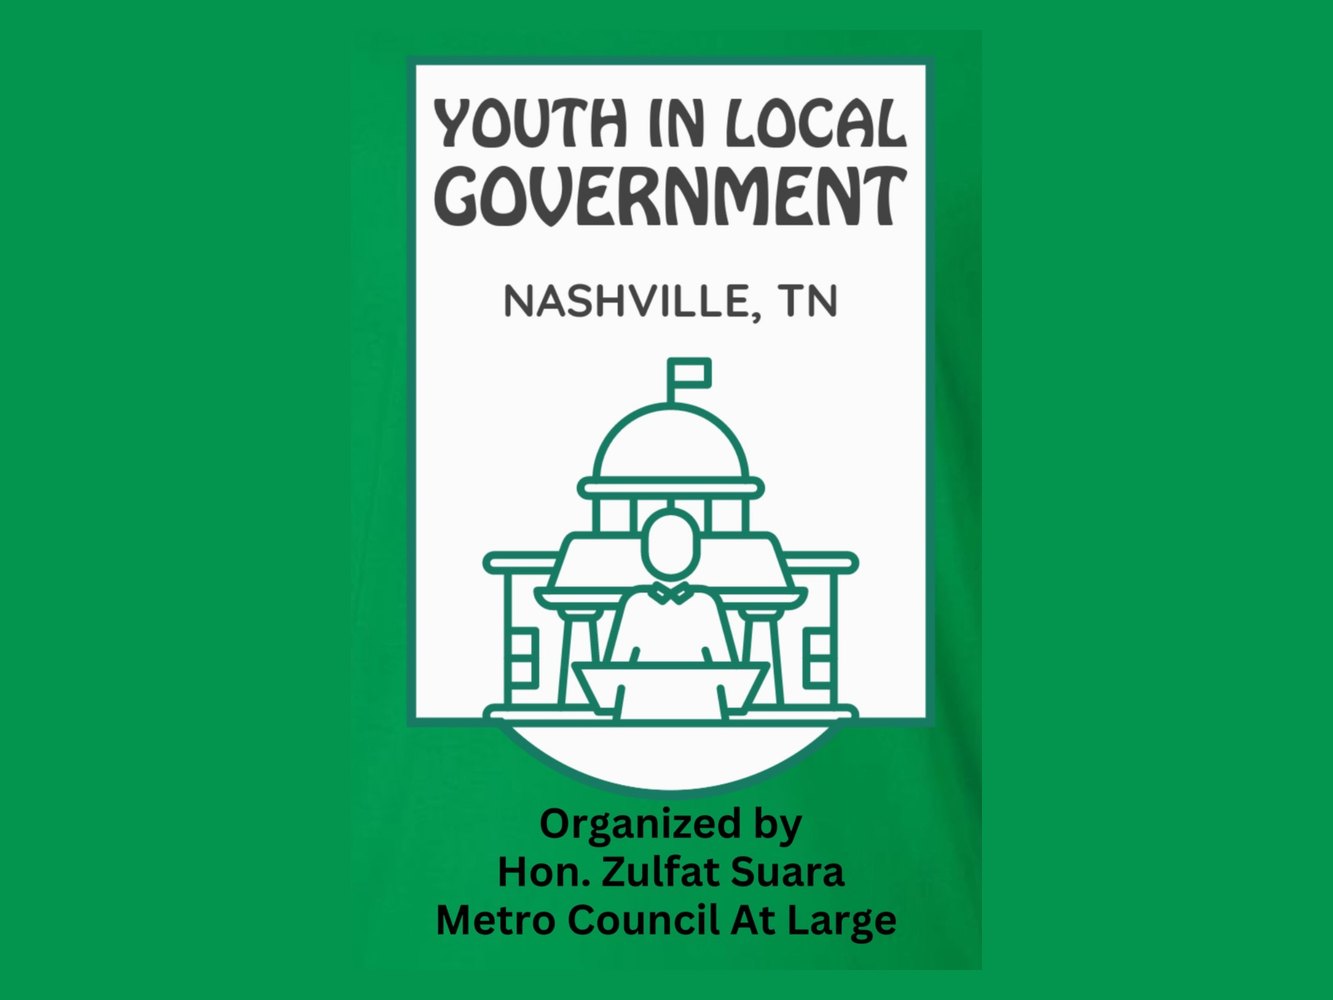 YOUTH IN LOCAL
GOVERNMENT
NASHVILLE, TN
Organized by
Hon. Zulfat Suara
Metro Council At Large